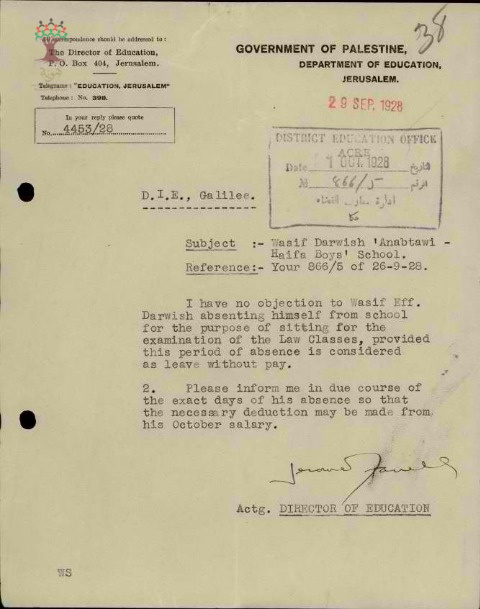 38
All correspondence should be addressed to :
The Director of Education,
P. O. Box 404, Jerusalem.
Telegrams : "EDUCATION, JERUSALEM"
Telephone : No. 398.
In your reply please quote
No. 4453/28
GOVERNMENT OF PALESTINE,
DEPARTMENT OF EDUCATION,
JERUSALEM.
29 SEP. 1928
DISTRICT EDUCATION OFFICE
ACRE
Date 1 OCT. 1928 تاريخ
№ 866/5 الرقم
ادارة معارف
D.I.E., Galilee.
Subject :- Wasif Darwish 'Anabtawi -
Haifa Boys' School.
Reference:- Your 866/5 of 26-9-28.
I have no objection to Wasif Eff.
Darwish absenting himself from school
for the purpose of sitting for the
examination of the Law Classes, provided
this period of absence is considered
as leave without pay.
2. Please inform me in due course of
the exact days of his absence so that
the necessary deduction may be made from
his October salary.
Actg. DIRECTOR OF EDUCATION
WS